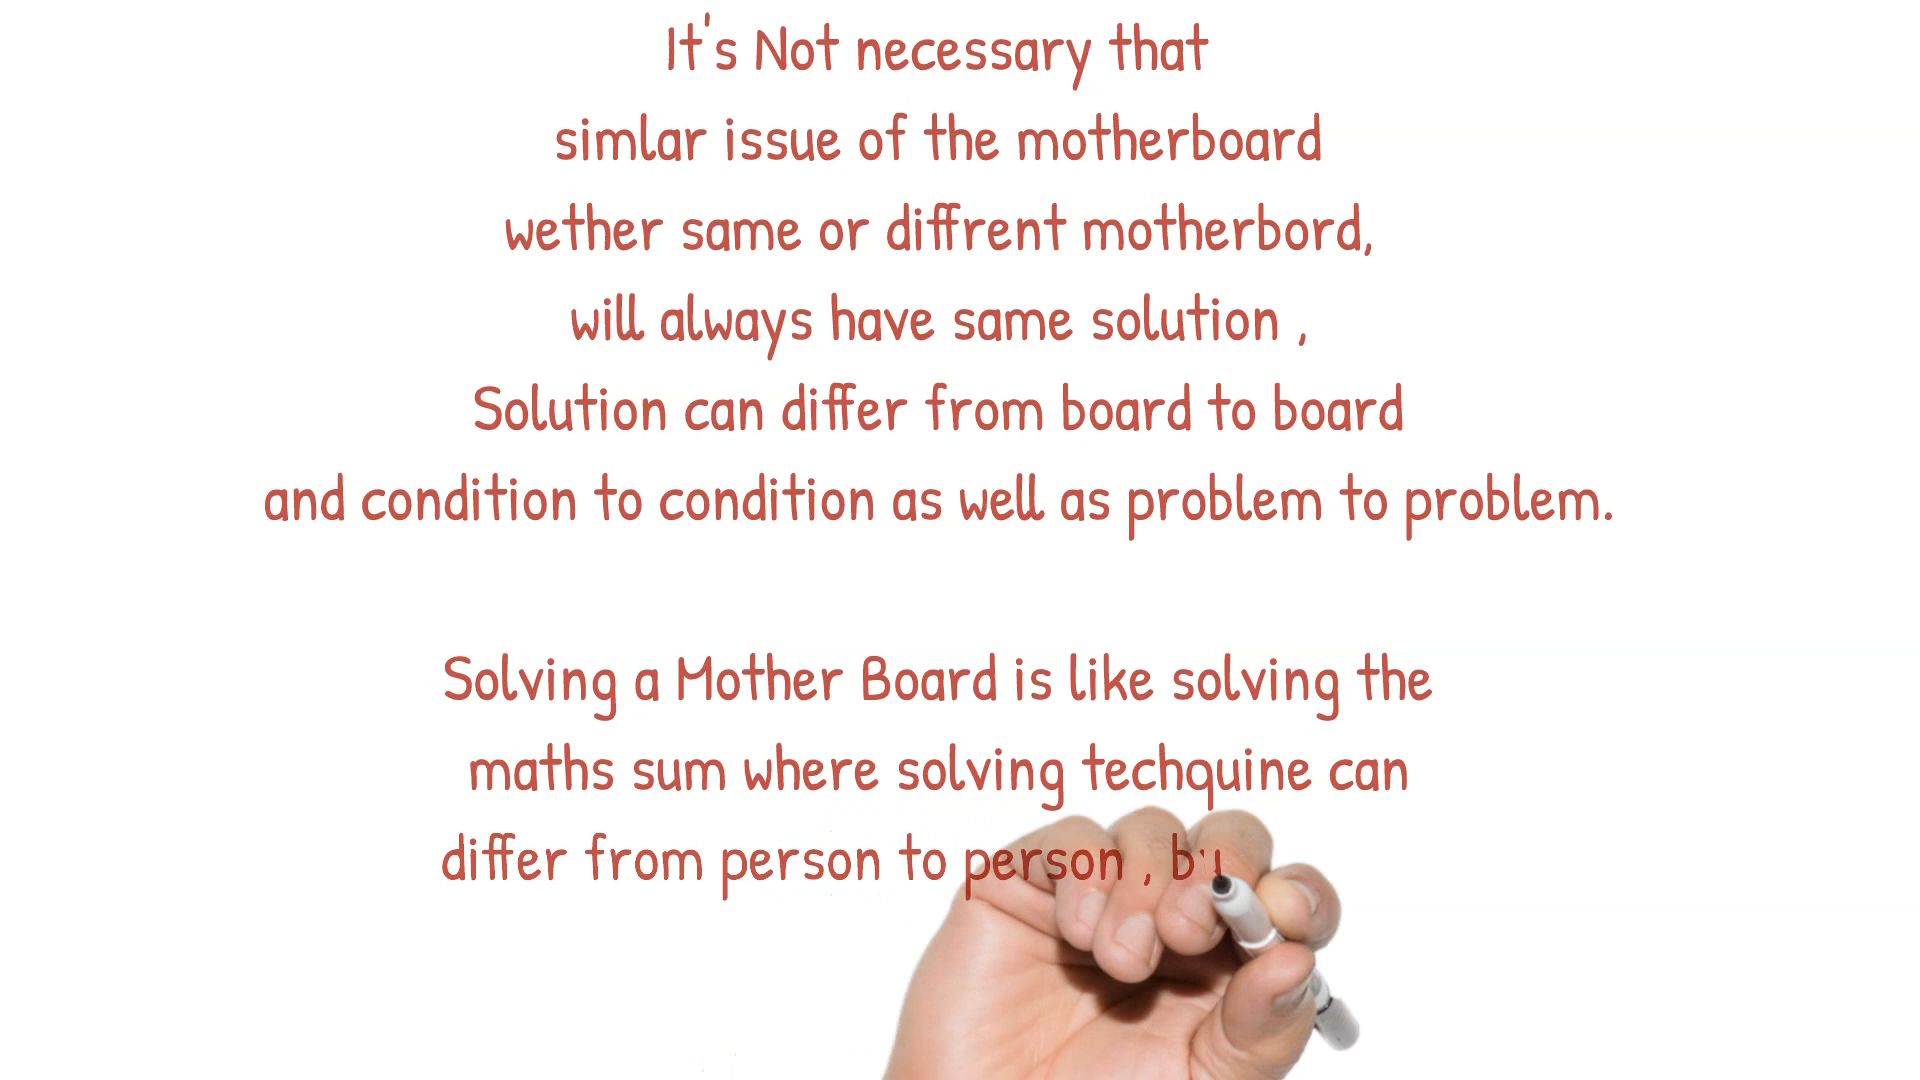 It's Not necessary that
simlar issue of the motherboard
wether same or diffrent motherbord,
will always have same solution ,
Solution can differ from board to board
and condition to condition as well as problem to problem.
Solving a Mother Board is like solving the
maths sum where solving techquine can
differ from person to person ,